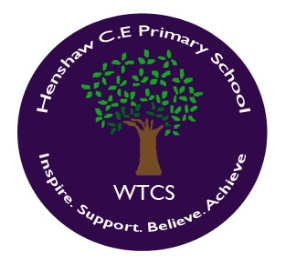 Henshaw C.E Primary School
WTCS
Inspire. Support. Believe. Achieve